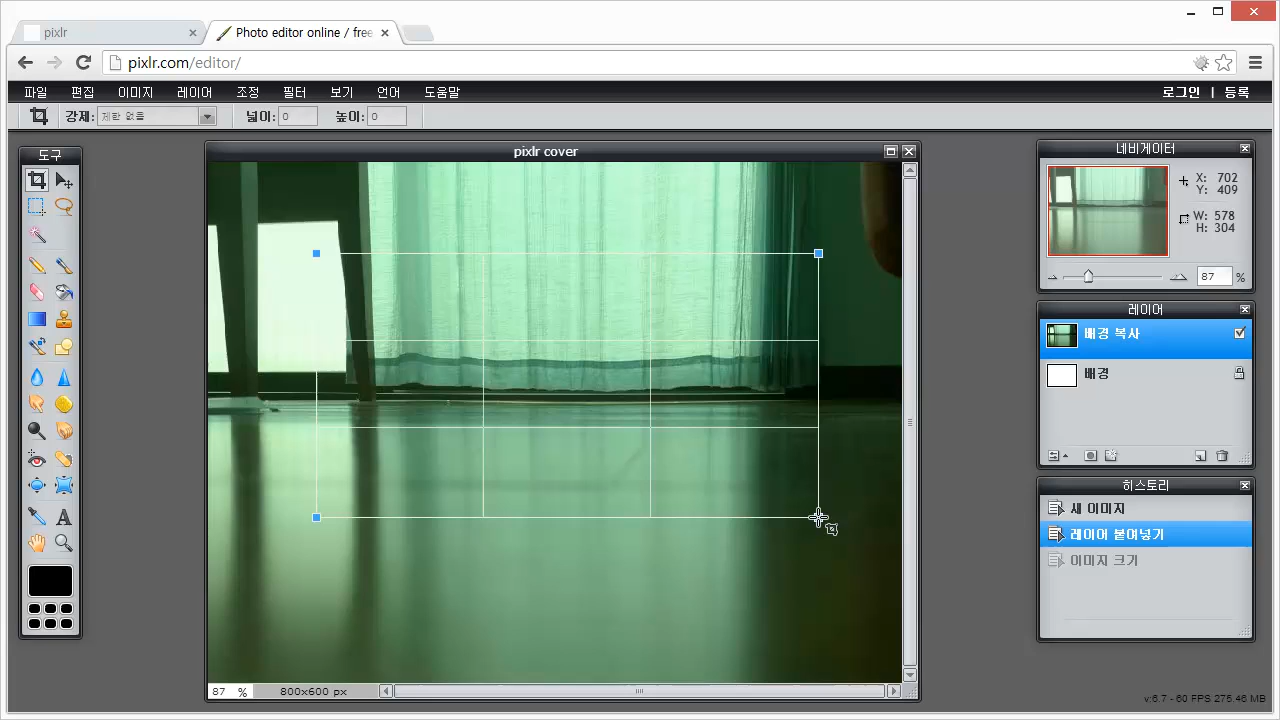 pixlr
Photo editor online / free
pixlr.com/editor/
파일 편집 이미지 레이어 조정 필터 보기 언어 도움말 로그인 | 등록
강제: 제한 없음 넓이: 0 높이: 0
도구
pixlr cover
네비게이터
X: 702
Y: 409
W: 578
H: 304
87 %
레이어
배경 복사
배경
히스토리
새 이미지
레이어 붙여넣기
이미지 크기
87 % 800x600 px
v:6.7 - 60 FPS 275.46 MB